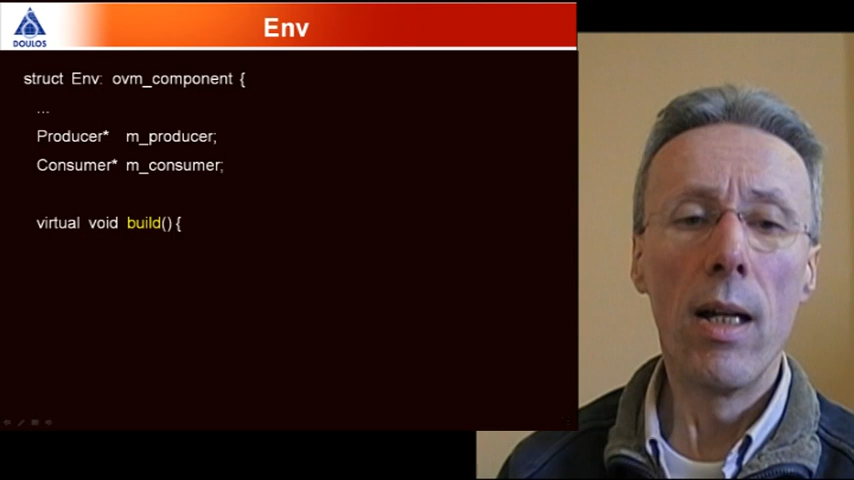 Env
DOULOS
struct Env: ovm_component {
...
Producer* m_producer;
Consumer* m_consumer;
virtual void build() {